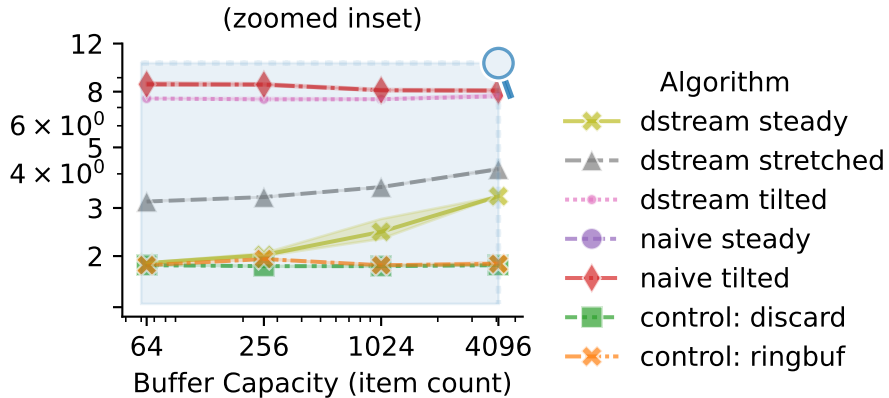 (zoomed inset)
12
8
6 × 10⁰
5
4 × 10⁰
3
2
64 256 1024 4096
Buffer Capacity (item count)
Algorithm
dstream steady
dstream stretched
dstream tilted
naive steady
naive tilted
control: discard
control: ringbuf